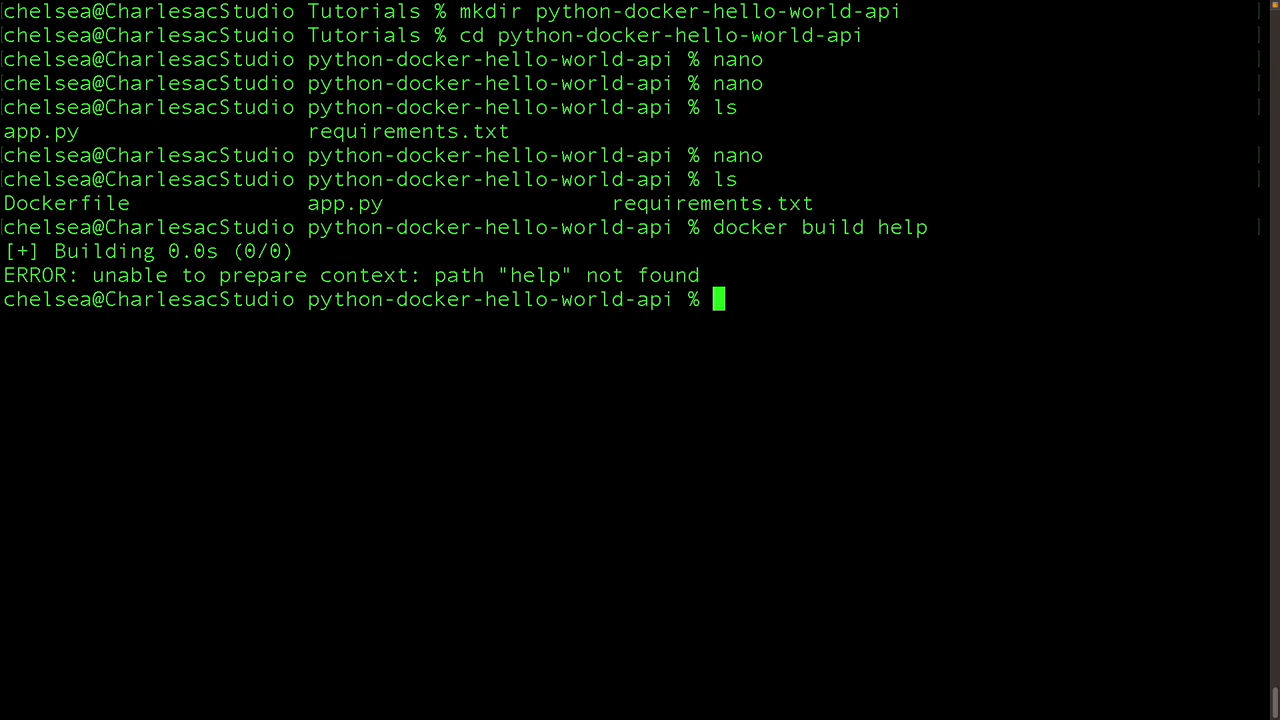 chelsea@CharlesacStudio Tutorials % mkdir python-docker-hello-world-api
chelsea@CharlesacStudio Tutorials % cd python-docker-hello-world-api
chelsea@CharlesacStudio python-docker-hello-world-api % nano
chelsea@CharlesacStudio python-docker-hello-world-api % nano
chelsea@CharlesacStudio python-docker-hello-world-api % ls
app.py requirements.txt
chelsea@CharlesacStudio python-docker-hello-world-api % nano
chelsea@CharlesacStudio python-docker-hello-world-api % ls
Dockerfile app.py requirements.txt
chelsea@CharlesacStudio python-docker-hello-world-api % docker build help
[+] Building 0.0s (0/0)
ERROR: unable to prepare context: path "help" not found
chelsea@CharlesacStudio python-docker-hello-world-api %